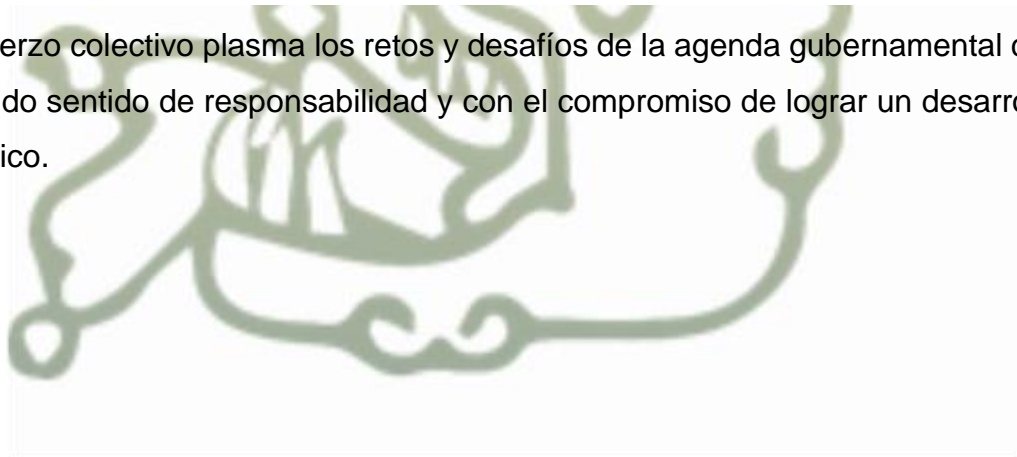 erzo colectivo plasma los retos y desafíos de la agenda gubernamental
do sentido de responsabilidad y con el compromiso de lograr un desarro
ico.